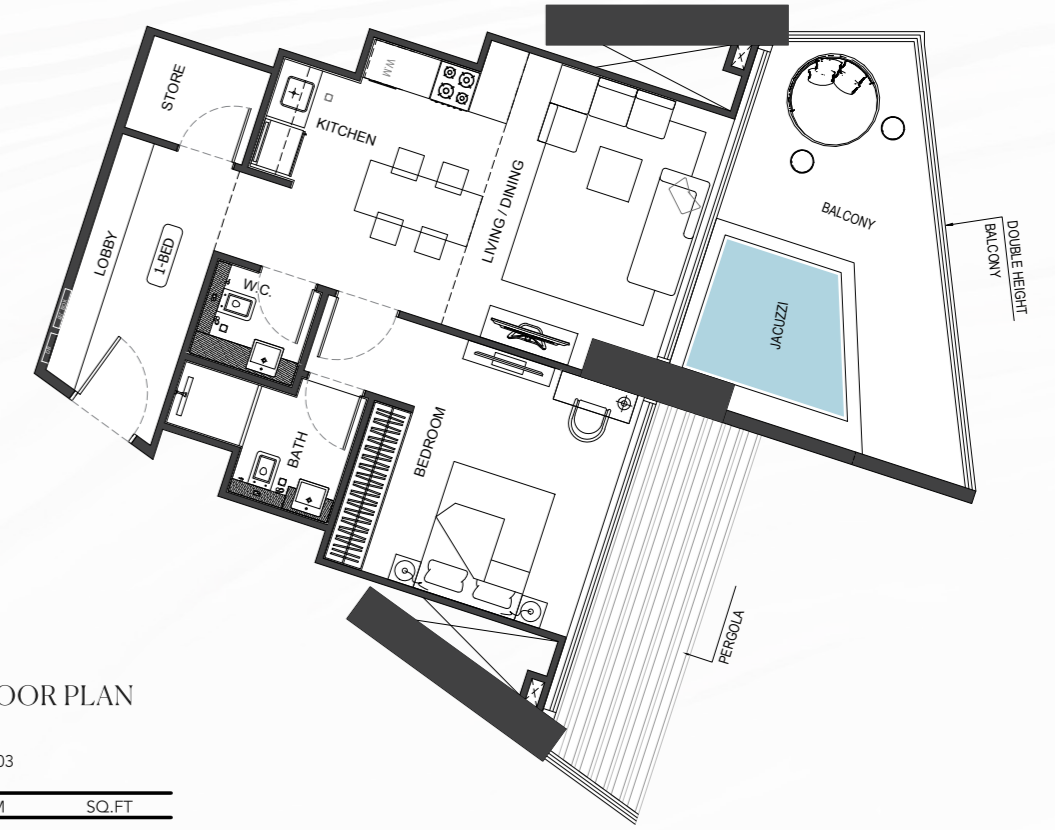 STORE
W.M
KITCHEN
LOBBY
1-BED
LIVING / DINING
BALCONY
DOUBLE HEIGHT
BALCONY
W.C.
JACUZZI
BATH
BEDROOM
PERGOLA
OOR PLAN
03
M SQ.FT